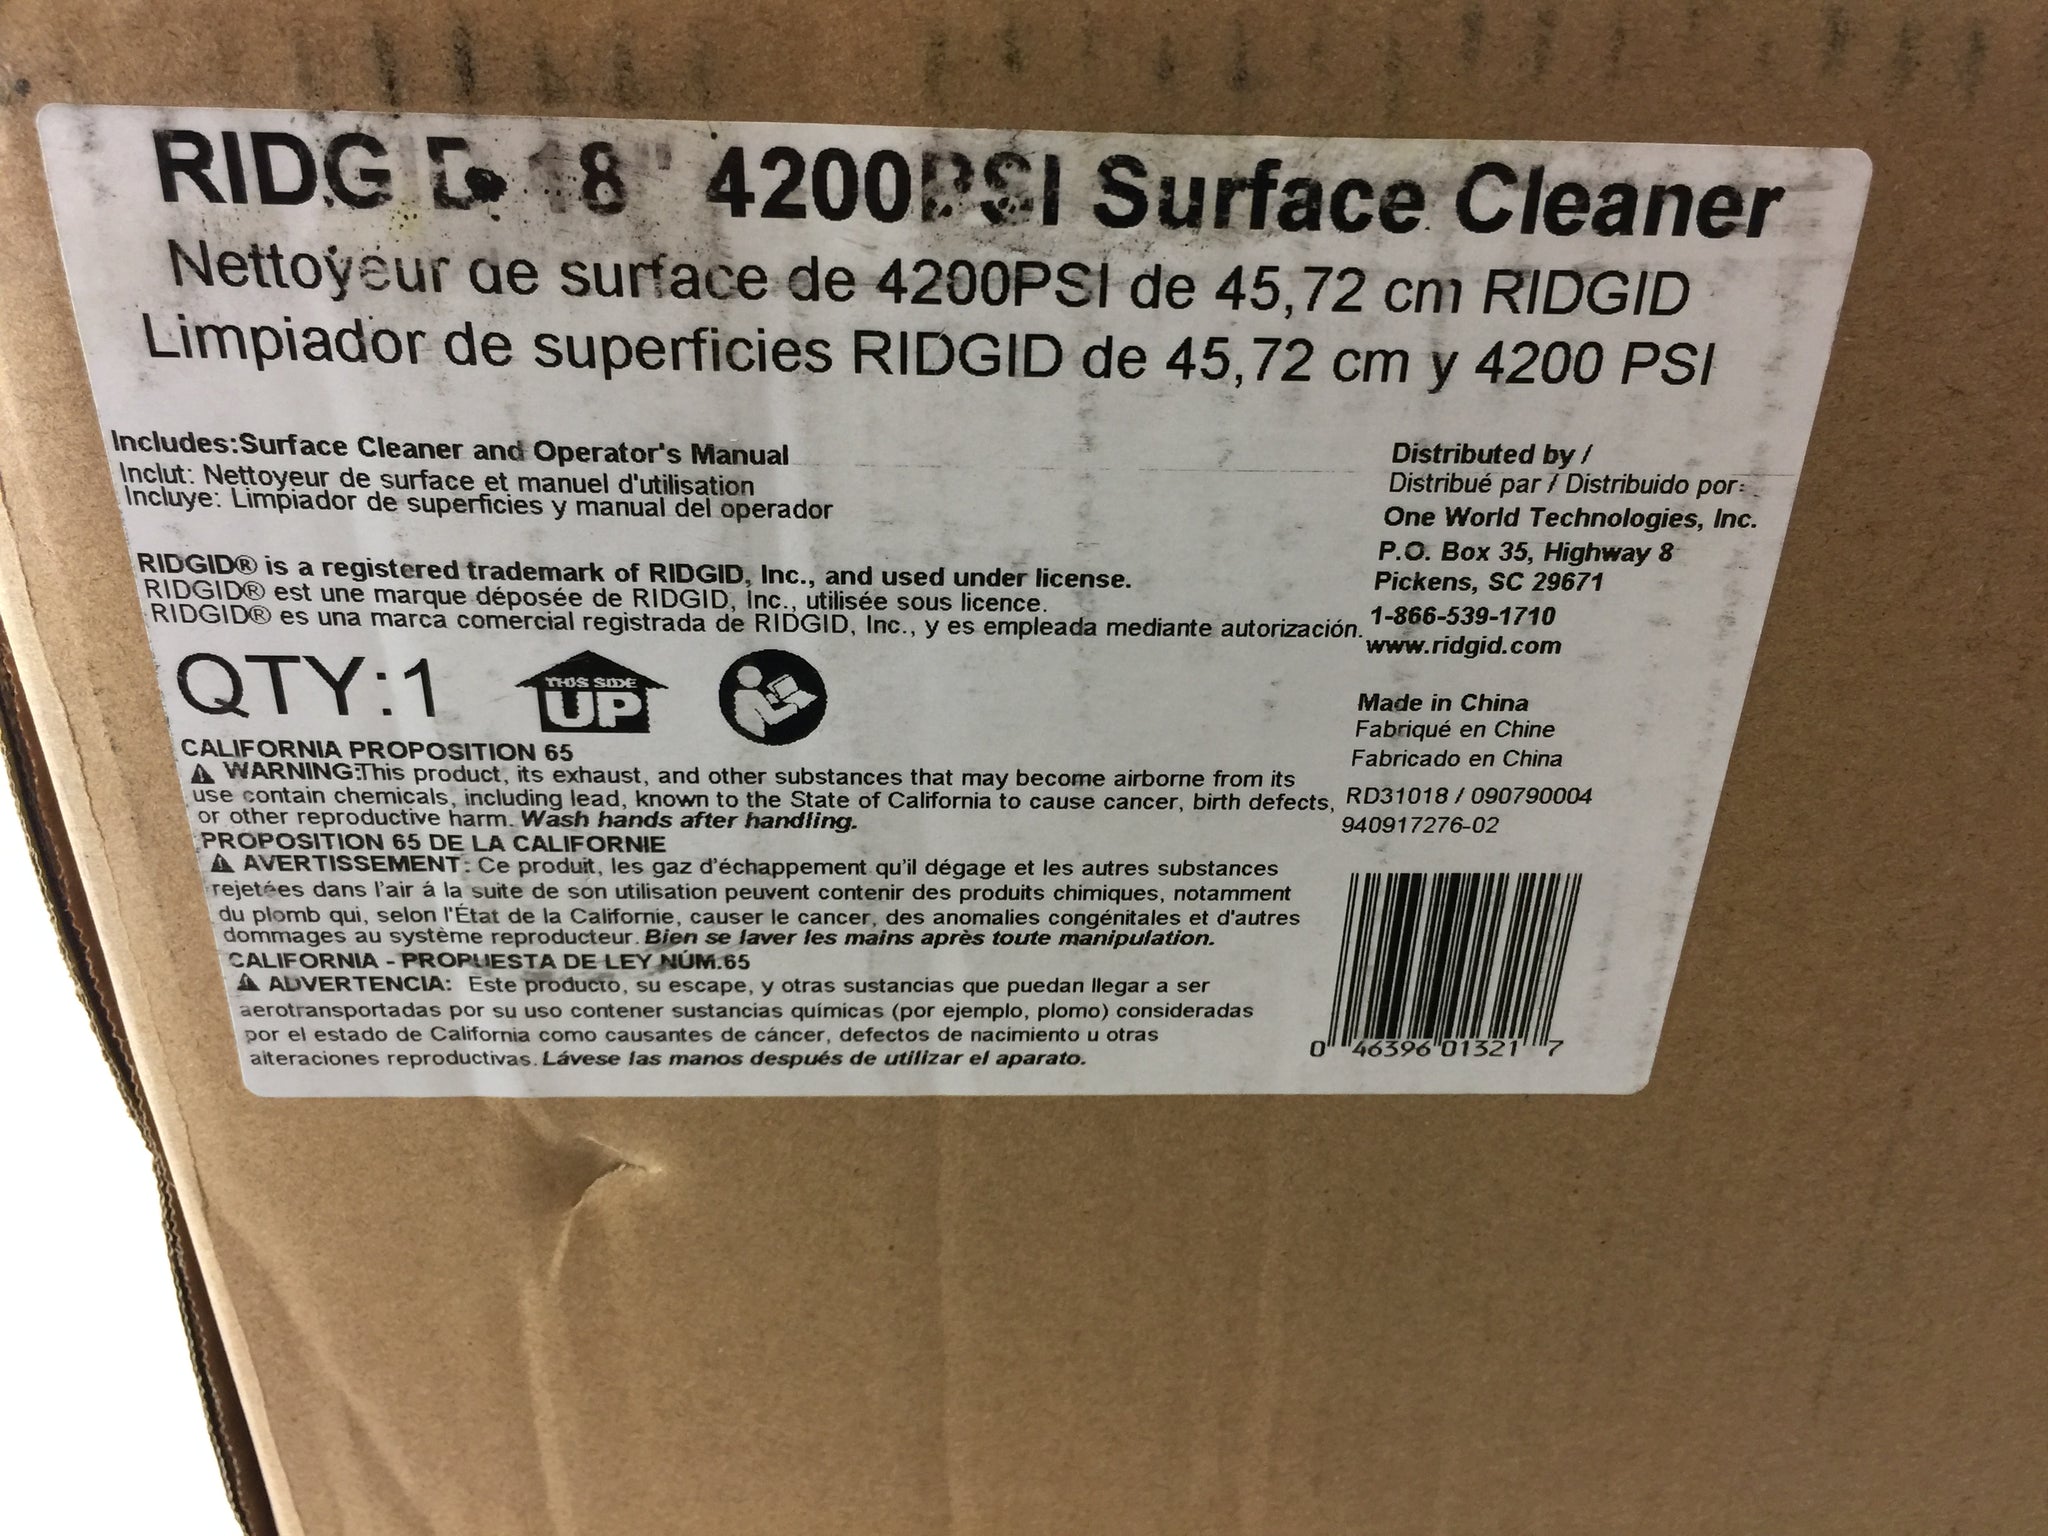 RIDGID 18" 4200PSI Surface Cleaner
Nettoyeur de surface de 4200PSI de 45,72 cm RIDGID
Limpiador de superficies RIDGID de 45,72 cm y 4200 PSI
Includes:Surface Cleaner and Operator's Manual
Inclut: Nettoyeur de surface et manuel d'utilisation
Incluye: Limpiador de superficies y manual del operador
RIDGID® is a registered trademark of RIDGID, Inc., and used under license.
RIDGID® est une marque déposée de RIDGID, Inc., utilisée sous licence.
RIDGID® es una marca comercial registrada de RIDGID, Inc., y es empleada mediante autorización.
Distributed by /
Distribué par / Distribuido por:
One World Technologies, Inc.
P.O. Box 35, Highway 8
Pickens, SC 29671
1-866-539-1710
www.ridgid.com
QTY:1
THIS SIDE
UP
Made in China
Fabriqué en Chine
Fabricado en China
RD31018 / 090790004
940917276-02
CALIFORNIA PROPOSITION 65
WARNING:This product, its exhaust, and other substances that may become airborne from its
use contain chemicals, including lead, known to the State of California to cause cancer, birth defects,
or other reproductive harm. Wash hands after handling.
PROPOSITION 65 DE LA CALIFORNIE
AVERTISSEMENT: Ce produit, les gaz d'échappement qu'il dégage et les autres substances
rejetées dans l'air á la suite de son utilisation peuvent contenir des produits chimiques, notamment
du plomb qui, selon l'État de la Californie, causer le cancer, des anomalies congénitales et d'autres
dommages au système reproducteur. Bien se laver les mains après toute manipulation.
CALIFORNIA - PROPUESTA DE LEY NÚM.65
ADVERTENCIA: Este producto, su escape, y otras sustancias que puedan llegar a ser
aerotransportadas por su uso contener sustancias químicas (por ejemplo, plomo) consideradas
por el estado de California como causantes de cáncer, defectos de nacimiento u otras
alteraciones reproductivas. Lávese las manos después de utilizar el aparato.
0 46396 01321 7